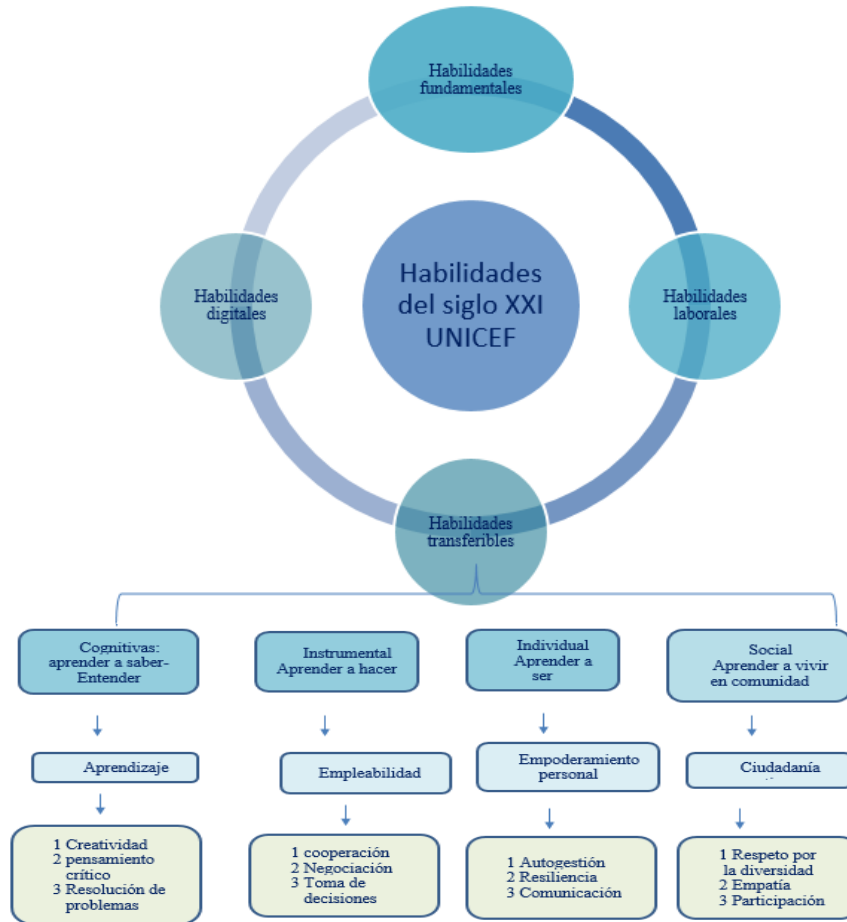 Habilidades
fundamentales
Habilidades
digitales
Habilidades
del siglo XXI
UNICEF
Habilidades
laborales
Habilidades
transferibles
Cognitivas:
aprender a saber-
Entender
Instrumental
Aprender a hacer
Individual
Aprender a
ser
Social
Aprender a vivir
en comunidad
Aprendizaje
Empleabilidad
Empoderamiento
personal
Ciudadanía
1 Creatividad
2 pensamiento
crítico
3 Resolución de
problemas
1 cooperación
2 Negociación
3 Toma de
decisiones
1 Autogestión
2 Resiliencia
3 Comunicación
1 Respeto por
la diversidad
2 Empatía
3 Participación